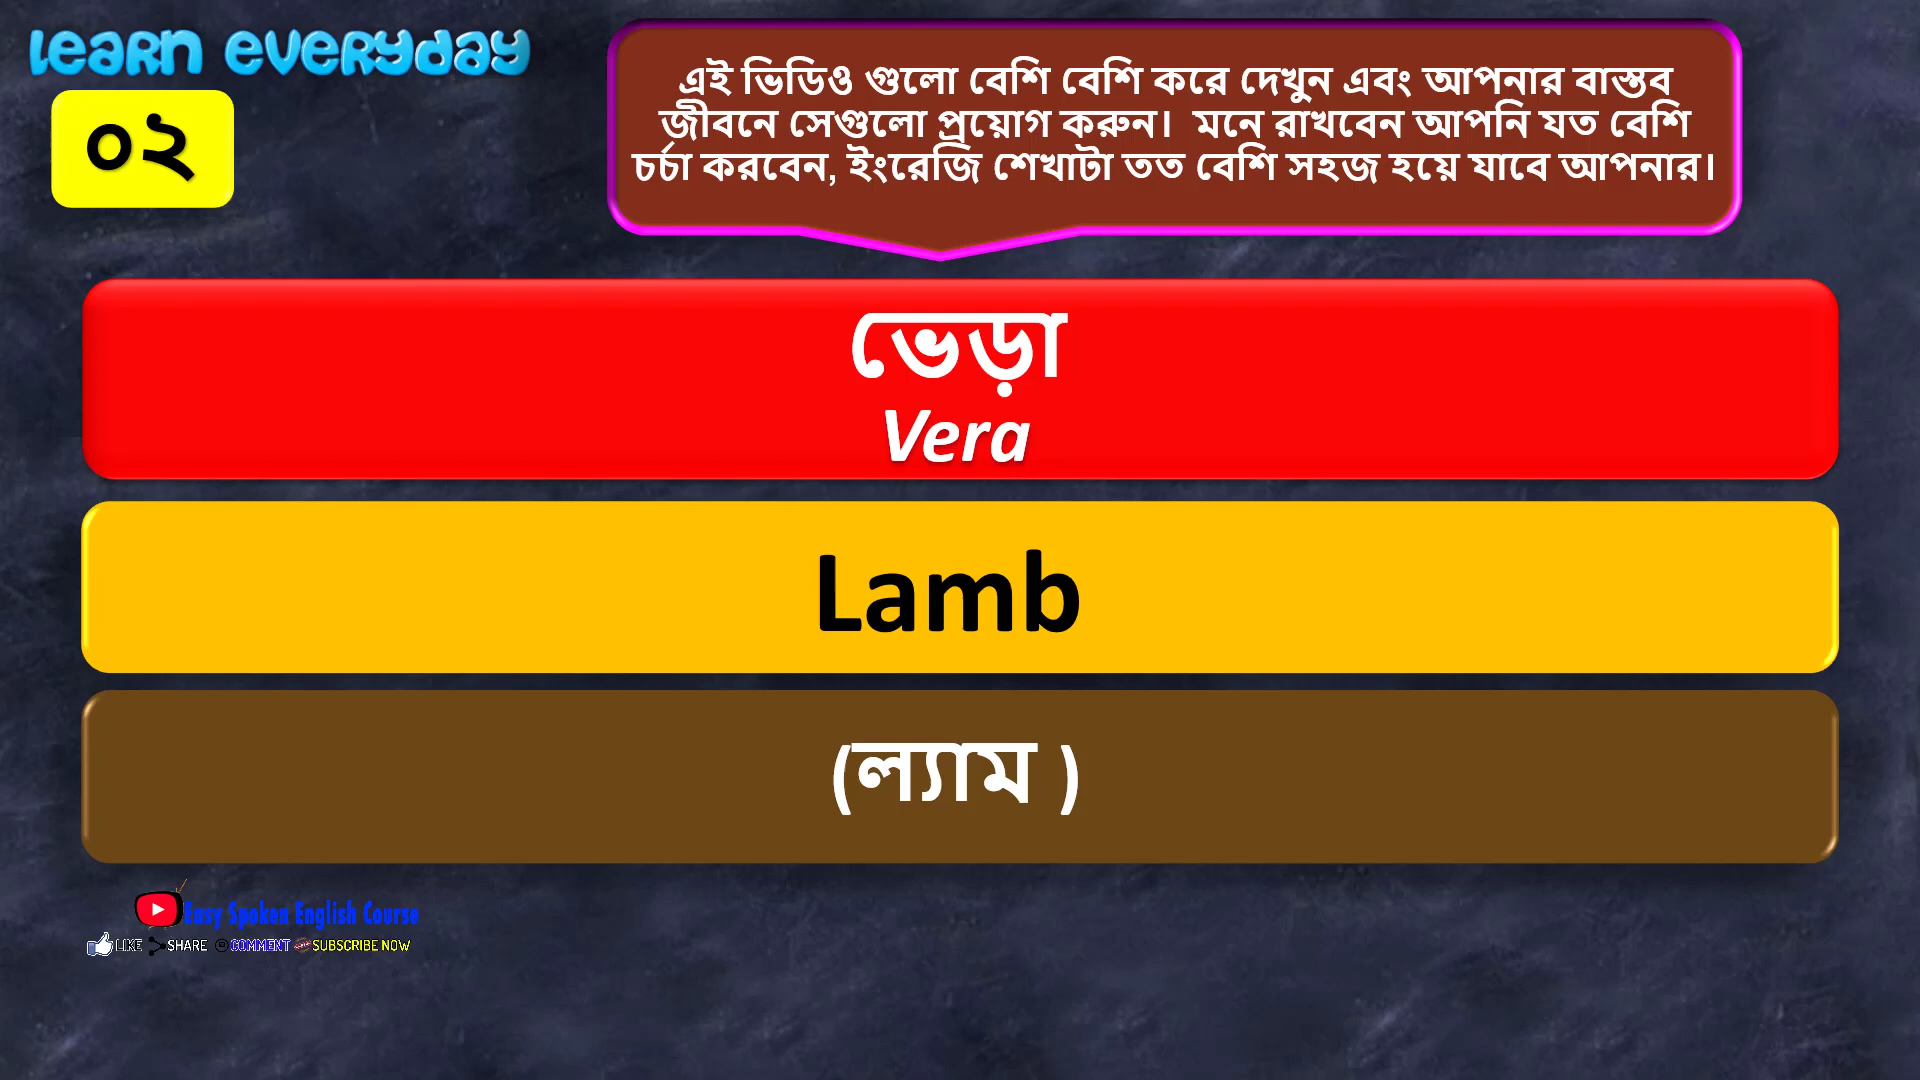 Learn Everyday
০২
এই ভিডিও গুলো বেশি বেশি করে দেখুন এবং আপনার বাস্তব
জীবনে সেগুলো প্রয়োগ করুন। মনে রাখবেন আপনি যত বেশি
চর্চা করবেন, ইংরেজি শেখাটা তত বেশি সহজ হয়ে যাবে আপনার।
ভেড়া
Vera
Lamb
(ল্যাম )
Easy Spoken English Course
LIKE SHARE COMMENT SUBSCRIBE NOW